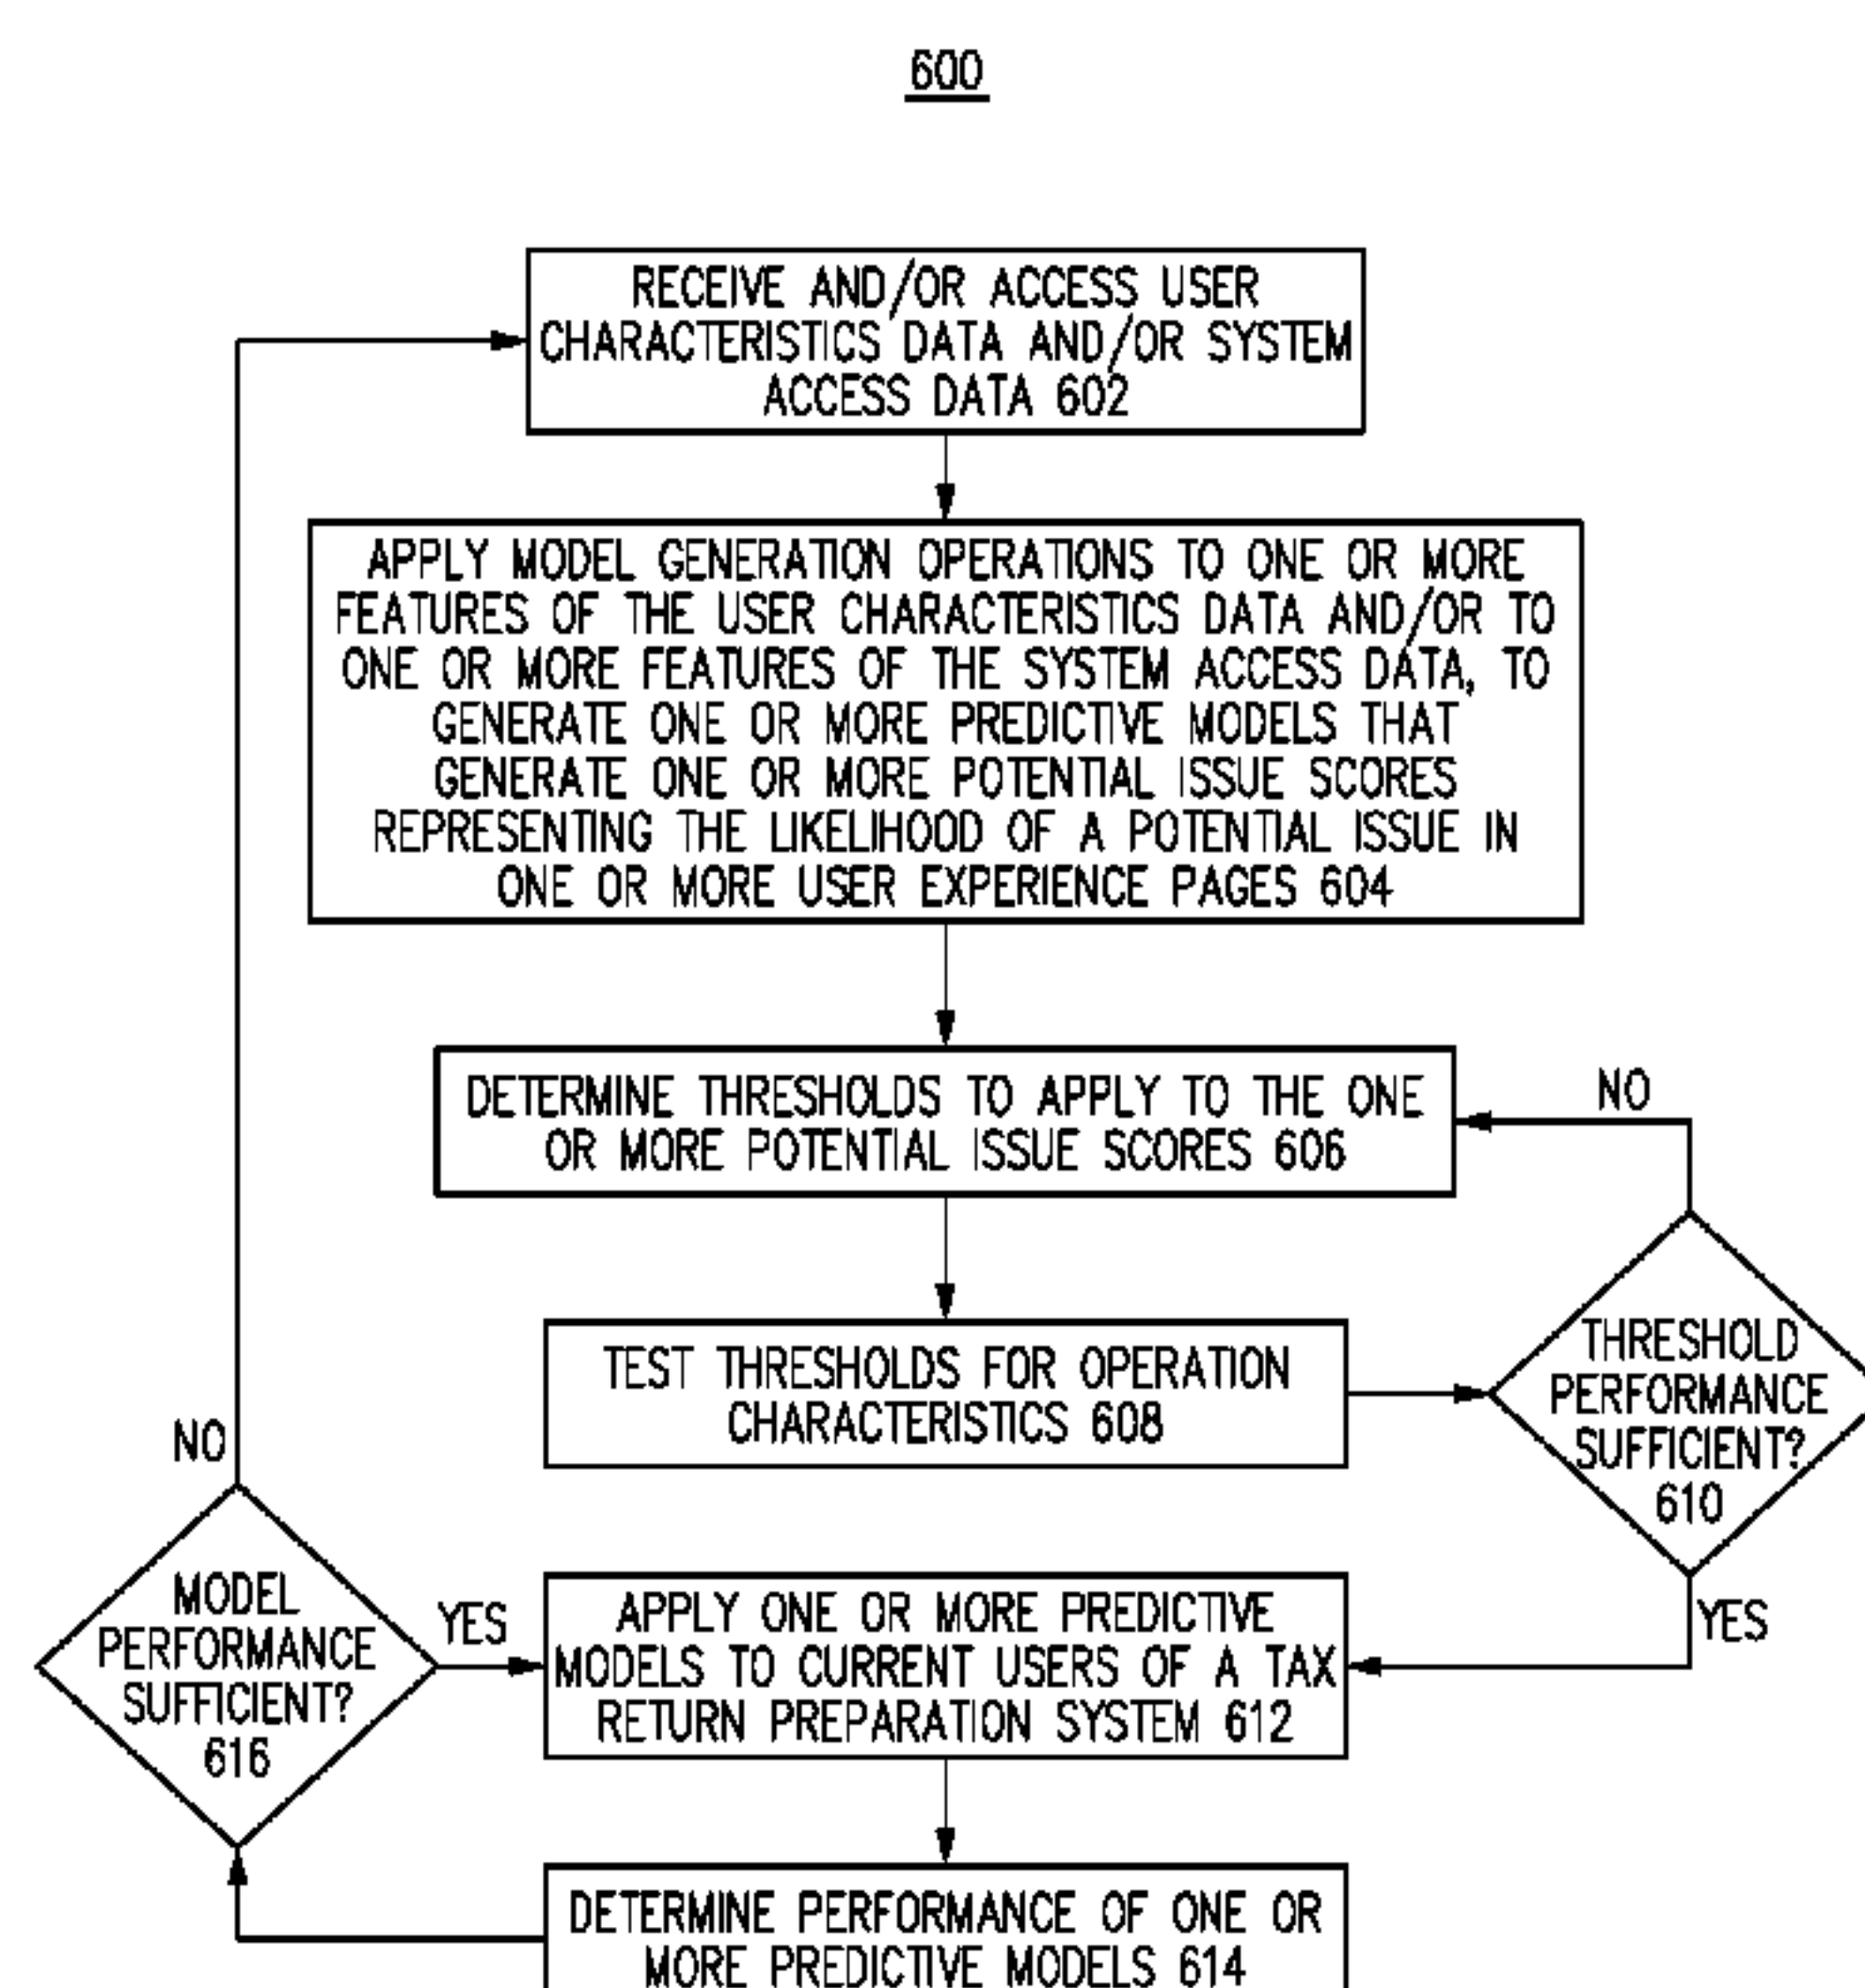 600
RECEIVE AND/OR ACCESS USER
CHARACTERISTICS DATA AND/OR SYSTEM
ACCESS DATA 602
APPLY MODEL GENERATION OPERATIONS TO ONE OR MORE
FEATURES OF THE USER CHARACTERISTICS DATA AND/OR TO
ONE OR MORE FEATURES OF THE SYSTEM ACCESS DATA, TO
GENERATE ONE OR MORE PREDICTIVE MODELS THAT
GENERATE ONE OR MORE POTENTIAL ISSUE SCORES
REPRESENTING THE LIKELIHOOD OF A POTENTIAL ISSUE IN
ONE OR MORE USER EXPERIENCE PAGES 604
DETERMINE THRESHOLDS TO APPLY TO THE ONE
OR MORE POTENTIAL ISSUE SCORES 606
NO
TEST THRESHOLDS FOR OPERATION
CHARACTERISTICS 608
THRESHOLD
PERFORMANCE
SUFFICIENT?
610
YES
NO
MODEL
PERFORMANCE
SUFFICIENT?
616
YES
APPLY ONE OR MORE PREDICTIVE
MODELS TO CURRENT USERS OF A TAX
RETURN PREPARATION SYSTEM 612
DETERMINE PERFORMANCE OF ONE OR
MORE PREDICTIVE MODELS 614